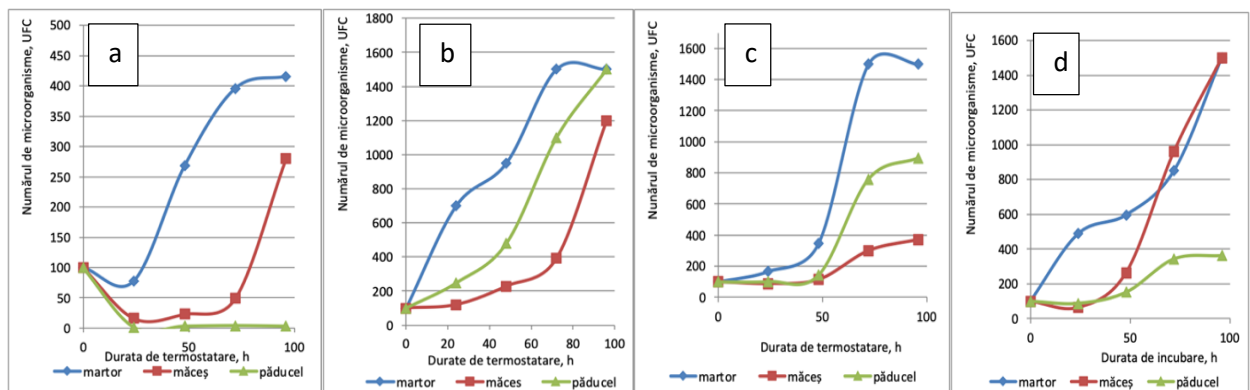 a
Numărul de microorganisme, UFC
500
450
400
350
300
250
200
150
100
50
0
0 50 100
Durata de termostatare, h
martor măceș păducel
b
Numărul de microorganisme, UFC
1800
1600
1400
1200
1000
800
600
400
200
0
0 20 40 60 80 100
Durate de termostatare, h
martor măces păducel
c
Nunărul de microorganisme, UFC
1600
1400
1200
1000
800
600
400
200
0
0 50 100
Durata de termostatare, h
martor măceș păducel
d
Numărul de microorganisme, UFC
1600
1400
1200
1000
800
600
400
200
0
0 50 100
Durata de incubare, h
martor măceș păducel